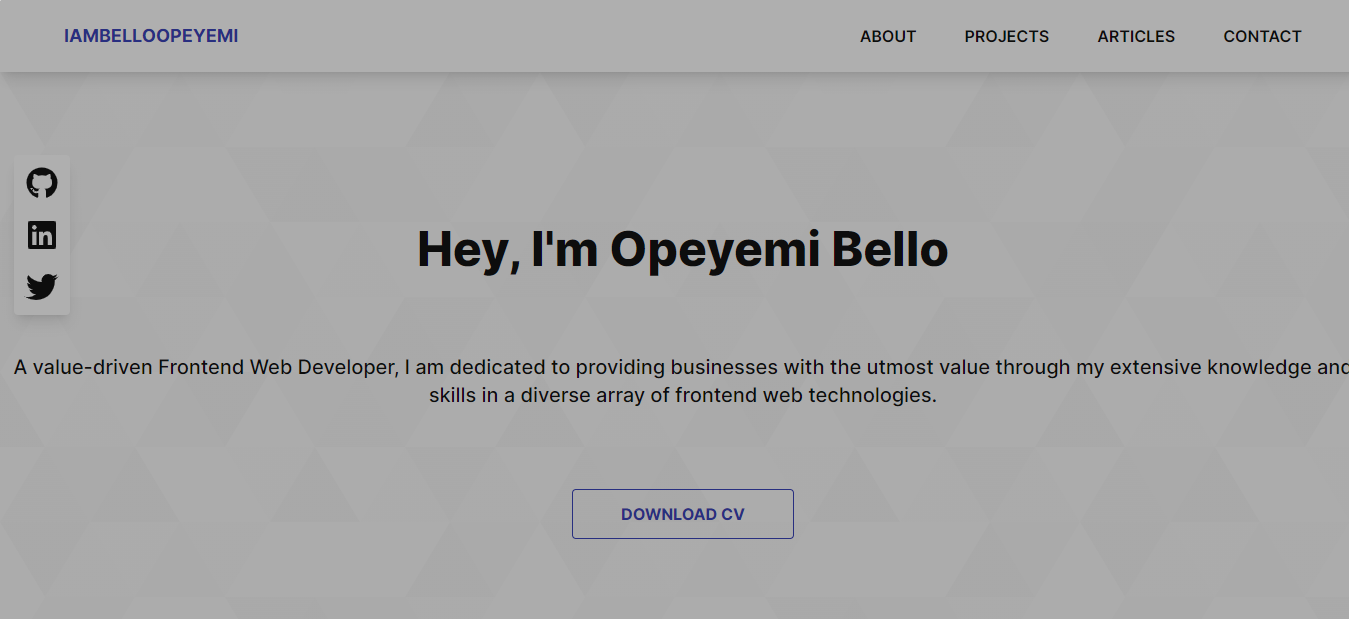 IAMBELLOOPEYEMI
ABOUT PROJECTS ARTICLES CONTACT
Hey, I'm Opeyemi Bello
A value-driven Frontend Web Developer, I am dedicated to providing businesses with the utmost value through my extensive knowledge and
skills in a diverse array of frontend web technologies.
DOWNLOAD CV